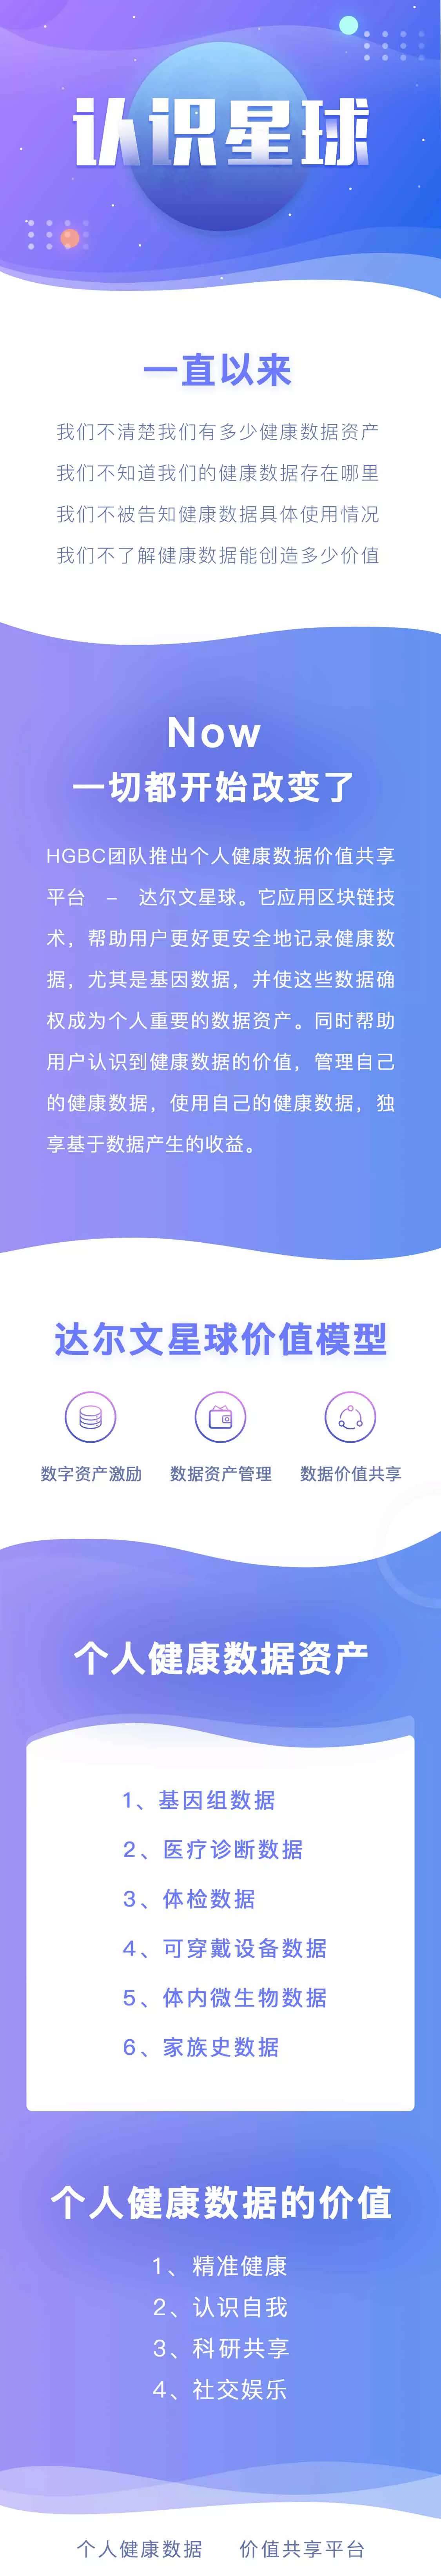 认识星球
一直以来
我们不清楚我们有多少健康数据资产
我们不知道我们的健康数据存在哪里
我们不被告知健康数据具体使用情况
我们不了解健康数据能创造多少价值
Now
一切都开始改变了
HGBC团队推出个人健康数据价值共享
平台 – 达尔文星球。它应用区块链技
术，帮助用户更好更安全地记录健康数
据，尤其是基因数据，并使这些数据确
权成为个人重要的数据资产。同时帮助
用户认识到健康数据的价值，管理自己
的健康数据，使用自己的健康数据，独
享基于数据产生的收益。
达尔文星球价值模型
数字资产激励 数据资产管理 数据价值共享
个人健康数据资产
1、基因组数据
2、医疗诊断数据
3、体检数据
4、可穿戴设备数据
5、体内微生物数据
6、家族史数据
个人健康数据的价值
1、精准健康
2、认识自我
3、科研共享
4、社交娱乐
个人健康数据 价值共享平台